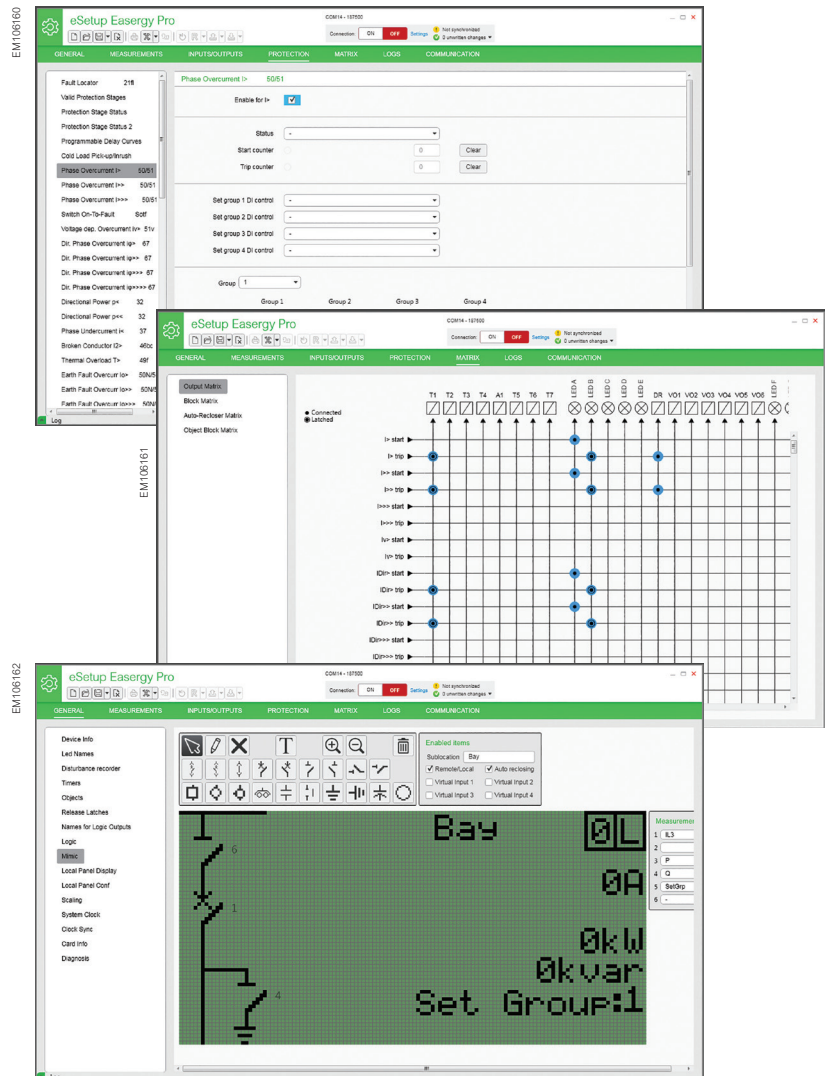 EM106160
eSetup Easergy Pro
COM14 - 187500
Connection: ON OFF Settings Not synchronized
0 unwritten changes
GENERAL MEASUREMENTS INPUTS/OUTPUTS PROTECTION MATRIX LOGS COMMUNICATION
Fault Locator 21fl
Valid Protection Stages
Protection Stage Status
Protection Stage Status 2
Programmable Delay Curves
Cold Load Pick-up/Inrush
Phase Overcurrent I> 50/51
Phase Overcurrent I>> 50/51
Phase Overcurrent I>>> 50/51
Switch On-To-Fault Sotf
Voltage dep. Overcurrent Iv> 51v
Dir. Phase Overcurrent Iφ> 67
Dir. Phase Overcurrent Iφ>> 67
Dir. Phase Overcurrent Iφ>>> 67
Dir. Phase Overcurrent Iφ>>>> 67
Directional Power p< 32
Directional Power p<< 32
Phase Undercurrent I< 37
Broken Conductor I2> 46bc
Thermal Overload T> 49f
Earth Fault Overcurr Io> 50N/5
Earth Fault Overcurr Io>> 50N/5
Earth Fault Overcurr Io>>> 50N/
Log
Phase Overcurrent I> 50/51
Enable for I>
Status -
Start counter 0 Clear
Trip counter 0 Clear
Set group 1 DI control -
Set group 2 DI control -
Set group 3 DI control -
Set group 4 DI control -
Group 1
Group 1 Group 2 Group 3 Group 4
EM106161
eSetup Easergy Pro
COM14 - 187500
Connection: ON OFF Settings Not synchronized
0 unwritten changes
GENERAL MEASUREMENTS INPUTS/OUTPUTS PROTECTION MATRIX LOGS COMMUNICATION
Output Matrix
Block Matrix
Auto-Recloser Matrix
Object Block Matrix
Connected
Latched
T1 T2 T3 T4 A1 T5 T6 T7 LED A LED B LED C LED D LED E DR VO1 VO2 VO3 VO4 VO5 VO6 LED F
I> start
I> trip
I>> start
I>> trip
I>>> start
I>>> trip
Iv> start
Iv> trip
IDir> start
IDir> trip
IDir>> start
IDir>> trip
IDir>>> start
IDir>>> trip
EM106162
eSetup Easergy Pro
COM14 - 187500
Connection: ON OFF Settings Not synchronized
0 unwritten changes
GENERAL MEASUREMENTS INPUTS/OUTPUTS PROTECTION MATRIX LOGS COMMUNICATION
Device Info
Led Names
Disturbance recorder
Timers
Objects
Release Latches
Names for Logic Outputs
Logic
Mimic
Local Panel Display
Local Panel Conf
Scaling
System Clock
Clock Sync
Card Info
Diagnosis
T
Enabled items
Sublocation Bay
Remote/Local Auto reclosing
Virtual Input 1 Virtual Input 2
Virtual Input 3 Virtual Input 4
Bay 0 L
6
1
4
0A
0kW
0kvar
Set Group:1
Measuremen
1 IL3
2
3 P
4 Q
5 SetGrp
6 -